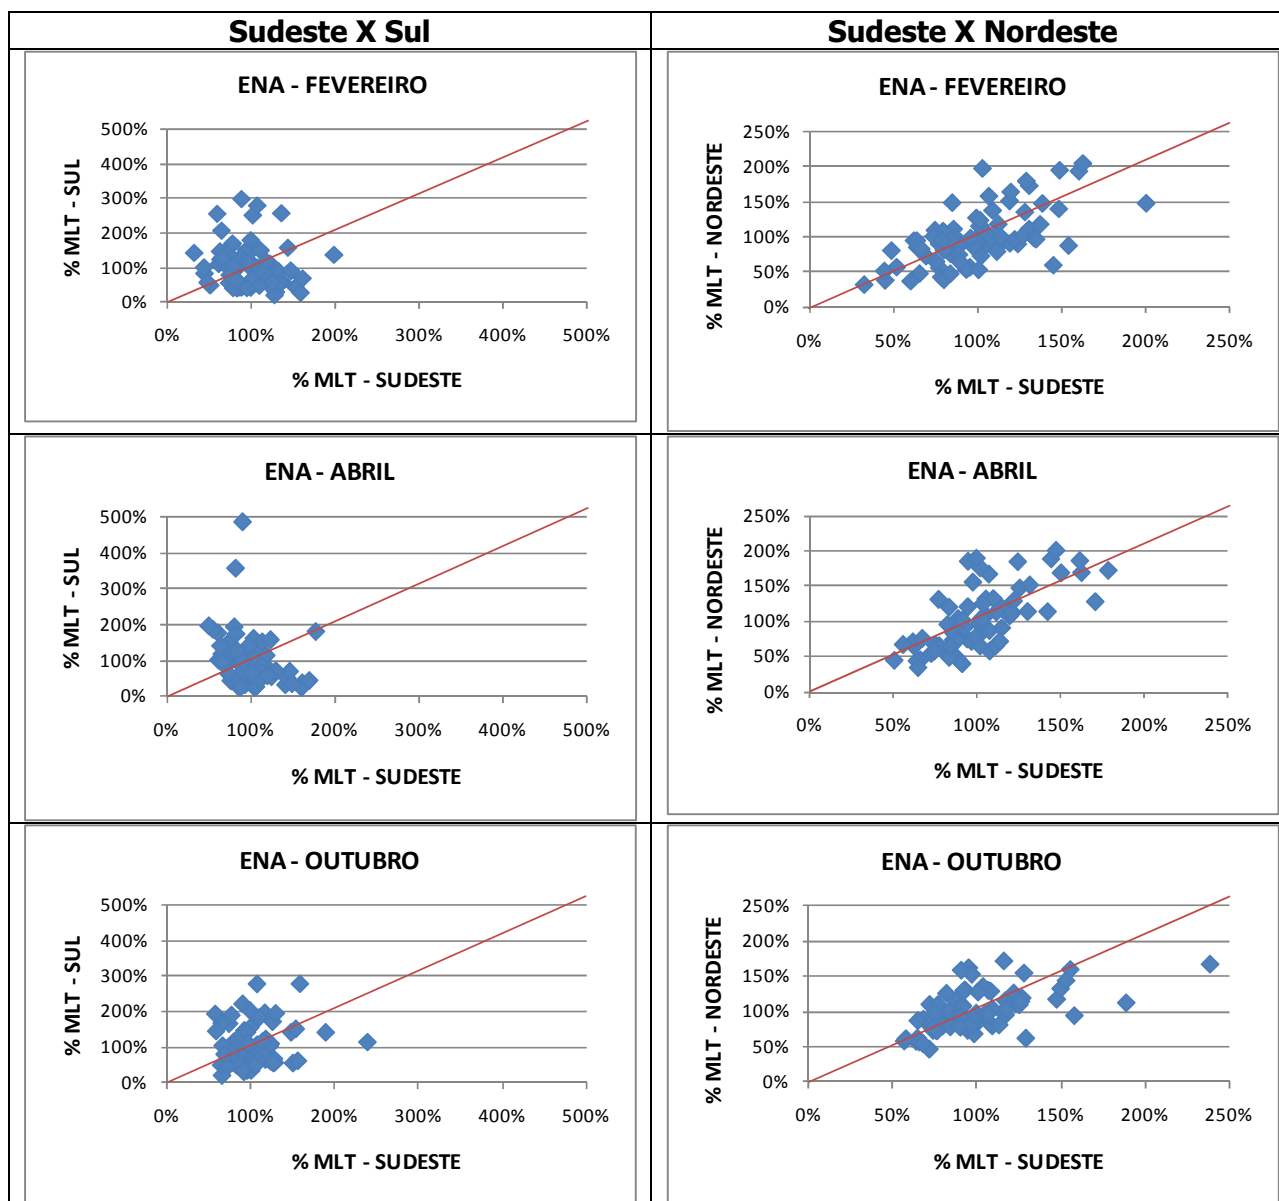 Sudeste X Sul
Sudeste X Nordeste
ENA - FEVEREIRO
500%
400%
300%
200%
100%
0%
% MLT - SUL
0% 100% 200% 300% 400% 500%
% MLT - SUDESTE
ENA - FEVEREIRO
250%
200%
150%
100%
50%
0%
% MLT - NORDESTE
0% 50% 100% 150% 200% 250%
% MLT - SUDESTE
ENA - ABRIL
500%
400%
300%
200%
100%
0%
% MLT - SUL
0% 100% 200% 300% 400% 500%
% MLT - SUDESTE
ENA - ABRIL
250%
200%
150%
100%
50%
0%
% MLT - NORDESTE
0% 50% 100% 150% 200% 250%
% MLT - SUDESTE
ENA - OUTUBRO
500%
400%
300%
200%
100%
0%
% MLT - SUL
0% 100% 200% 300% 400% 500%
% MLT - SUDESTE
ENA - OUTUBRO
250%
200%
150%
100%
50%
0%
% MLT - NORDESTE
0% 50% 100% 150% 200% 250%
% MLT - SUDESTE